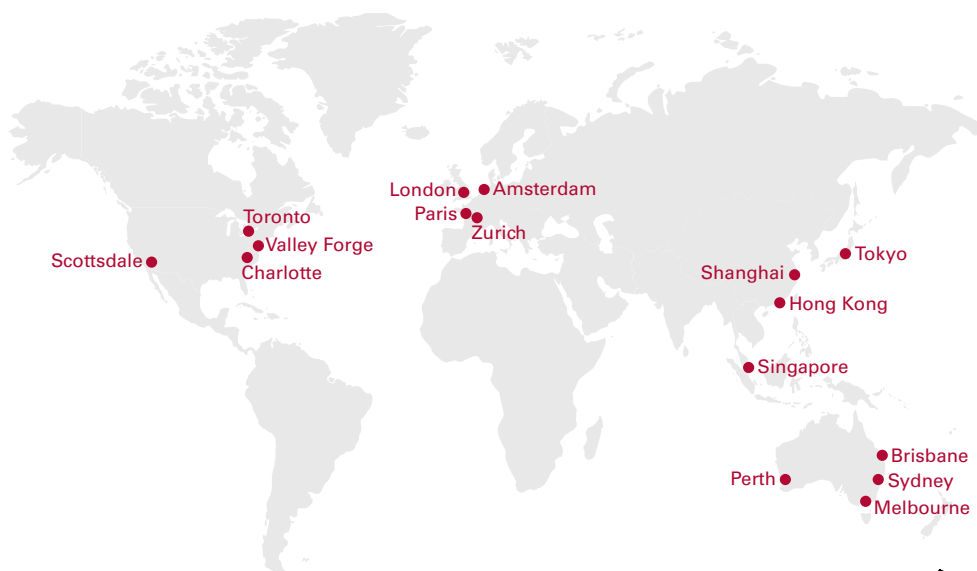 London
Amsterdam
Paris
Zurich
Toronto
Valley Forge
Scottsdale
Charlotte
Tokyo
Shanghai
Hong Kong
Singapore
Brisbane
Perth
Sydney
Melbourne